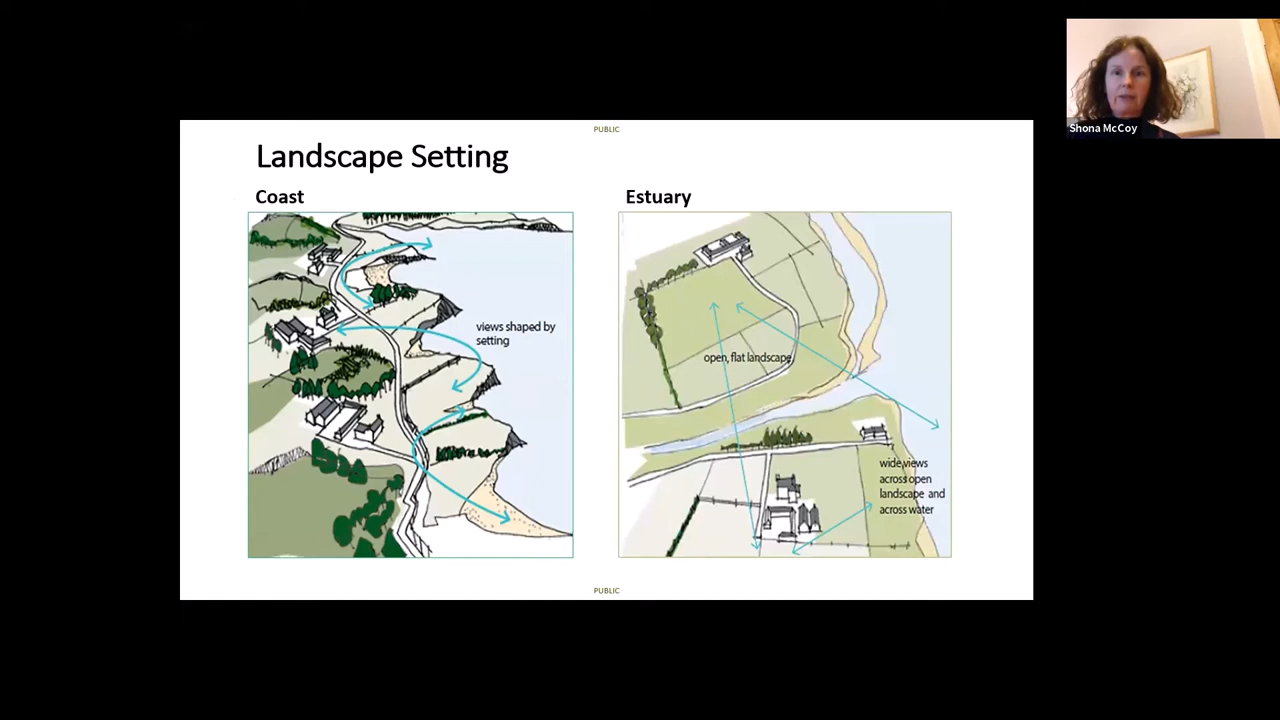 PUBLIC
Landscape Setting
Coast
Estuary
views shaped by
setting
open, flat landscape
wide views
across open
landscape and
across water
PUBLIC
Shona McCoy